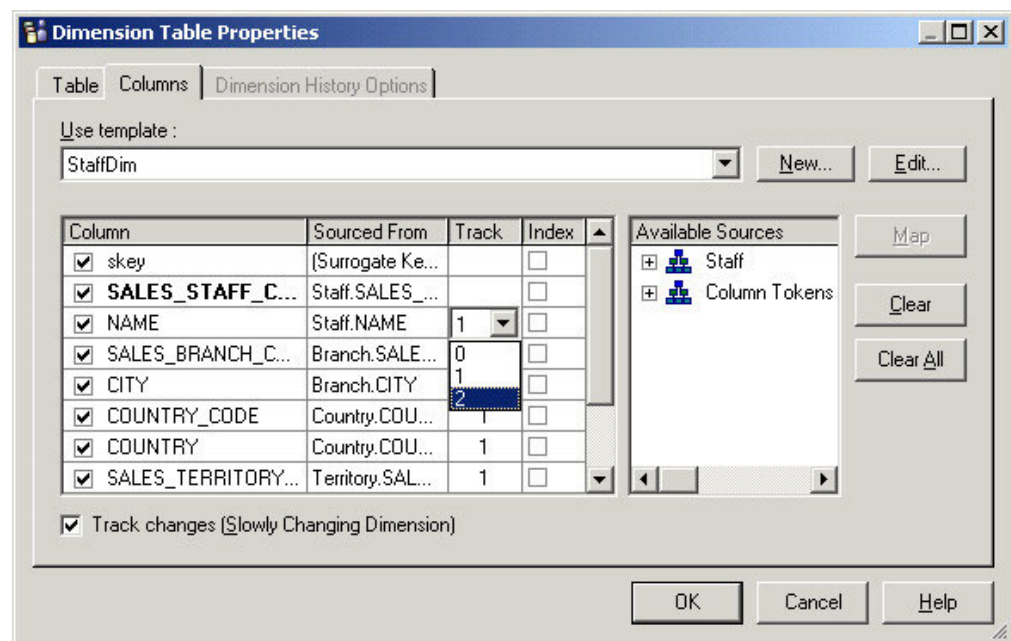 Dimension Table Properties
Table Columns Dimension History Options
Use template :
StaffDim New... Edit...
Column Sourced From Track Index Available Sources Map
skey (Surrogate Ke... Staff
SALES_STAFF_C... Staff.SALES_... Column Tokens
NAME Staff.NAME 1 Clear
SALES_BRANCH_C... Branch.SALE... 0
1 Clear All
CITY Branch.CITY 2
COUNTRY_CODE Country.COU...
COUNTRY Country.COU... 1
SALES_TERRITORY... Territory.SAL... 1
Track changes (Slowly Changing Dimension)
OK Cancel Help